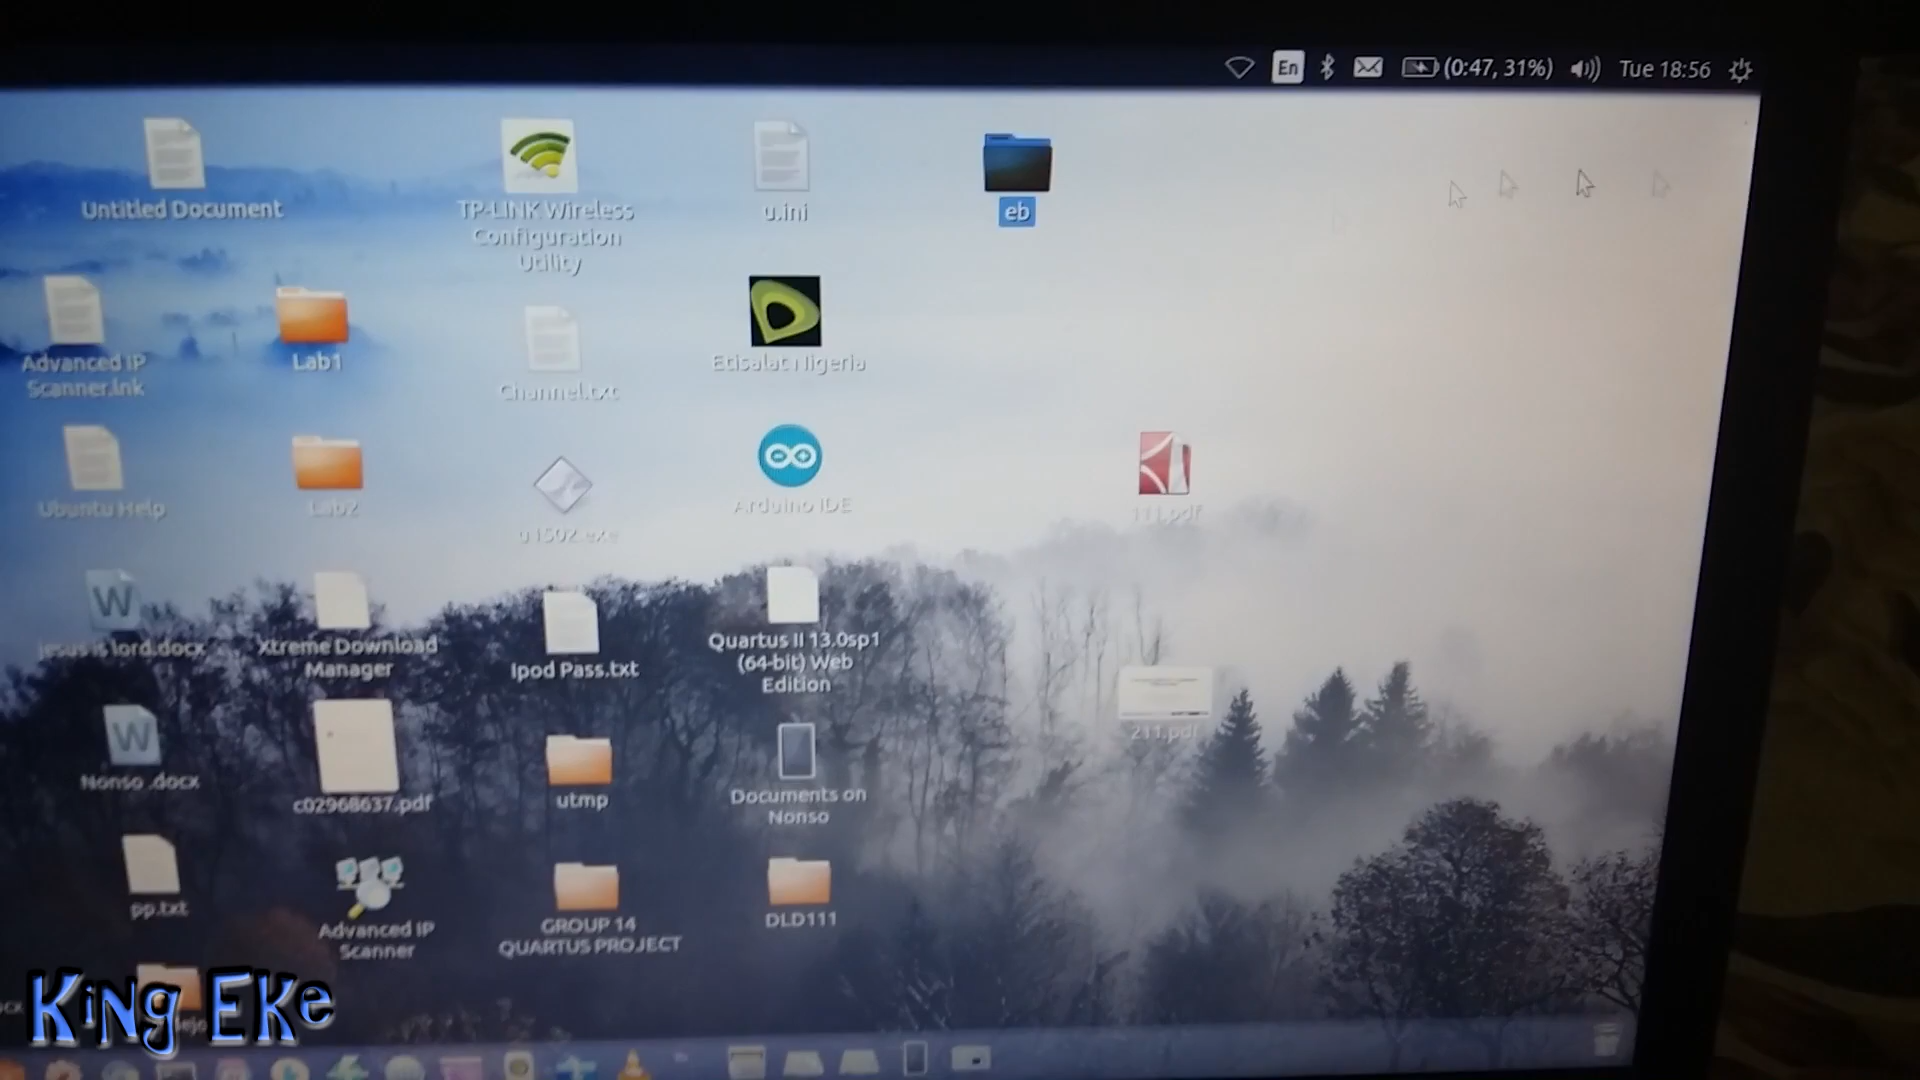 En
(0:47, 31%)
Tue 18:56
Untitled Document
TP-LINK Wireless
Configuration
Utility
u.ini
eb
Advanced IP
Scanner.lnk
Lab1
Channel.txt
Etisalat Nigeria
Ubuntu Help
Lab2
u1502.exe
Arduino IDE
111.pdf
W
jesus is lord.docx
Xtreme Download
Manager
Ipod Pass.txt
Quartus II 13.0sp1
(64-bit) Web
Edition
211.pdf
W
Nonso .docx
c02968637.pdf
utmp
Documents on
Nonso
pp.txt
Advanced IP
Scanner
GROUP 14
QUARTUS PROJECT
DLD111
King Eke